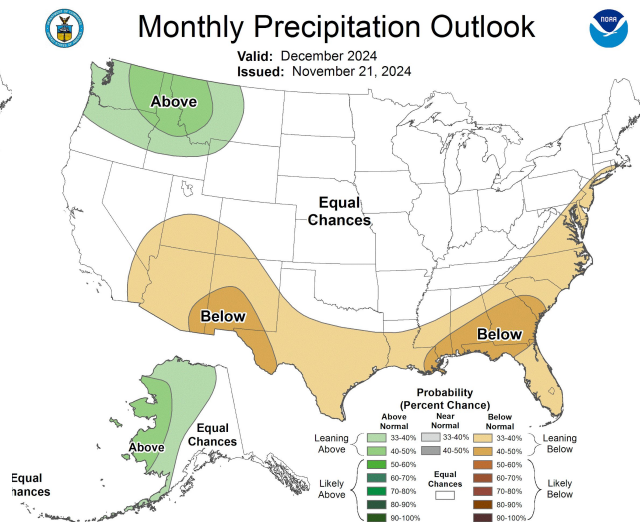 Monthly Precipitation Outlook
Valid: December 2024
Issued: November 21, 2024
NOAA
Above
Equal
Chances
Below
Below
Above
Equal
Chances
Equal
hances
Probability
(Percent Chance)
Above
Normal
Near
Normal
Below
Normal
Leaning
Above
33-40%
33-40%
33-40%
Leaning
Below
40-50%
40-50%
40-50%
Likely
Above
50-60%
50-60%
Likely
Below
60-70%
60-70%
70-80%
Equal
Chances
70-80%
80-90%
80-90%
90-100%
90-100%